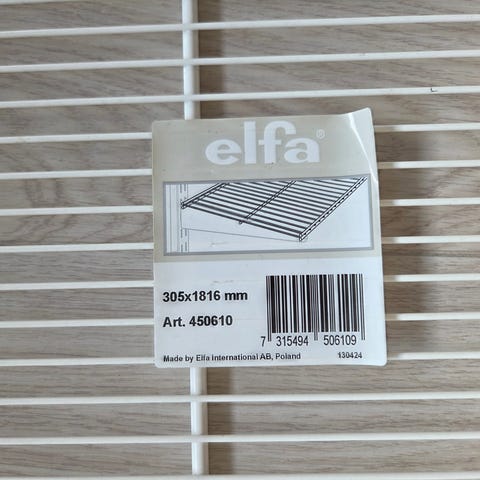 elfa®
305x1816 mm
Art. 450610
7 315494 506109
Made by Elfa International AB, Poland 130424